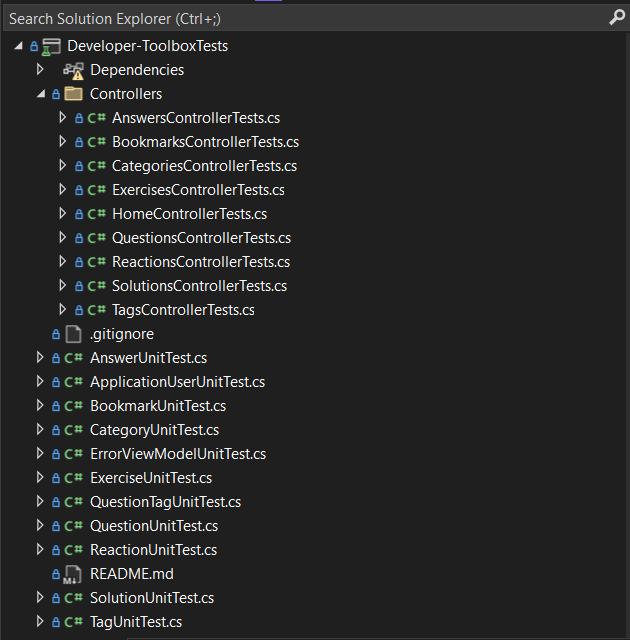 Search Solution Explorer (Ctrl+;)
Developer-ToolboxTests
Dependencies
Controllers
C# AnswersControllerTests.cs
C# BookmarksControllerTests.cs
C# CategoriesControllerTests.cs
C# ExercisesControllerTests.cs
C# HomeControllerTests.cs
C# QuestionsControllerTests.cs
C# ReactionsControllerTests.cs
C# SolutionsControllerTests.cs
C# TagsControllerTests.cs
.gitignore
C# AnswerUnitTest.cs
C# ApplicationUserUnitTest.cs
C# BookmarkUnitTest.cs
C# CategoryUnitTest.cs
C# ErrorViewModelUnitTest.cs
C# ExerciseUnitTest.cs
C# QuestionTagUnitTest.cs
C# QuestionUnitTest.cs
C# ReactionUnitTest.cs
M↓ README.md
C# SolutionUnitTest.cs
C# TagUnitTest.cs